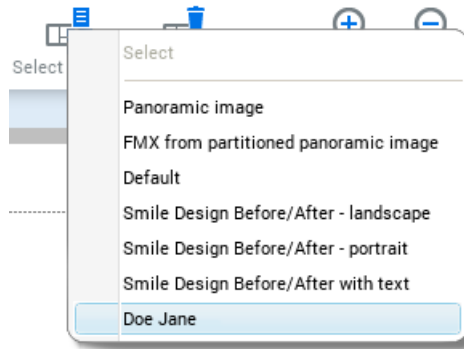 Select
Select
Panoramic image
FMX from partitioned panoramic image
Default
Smile Design Before/After - landscape
Smile Design Before/After - portrait
Smile Design Before/After with text
Doe Jane